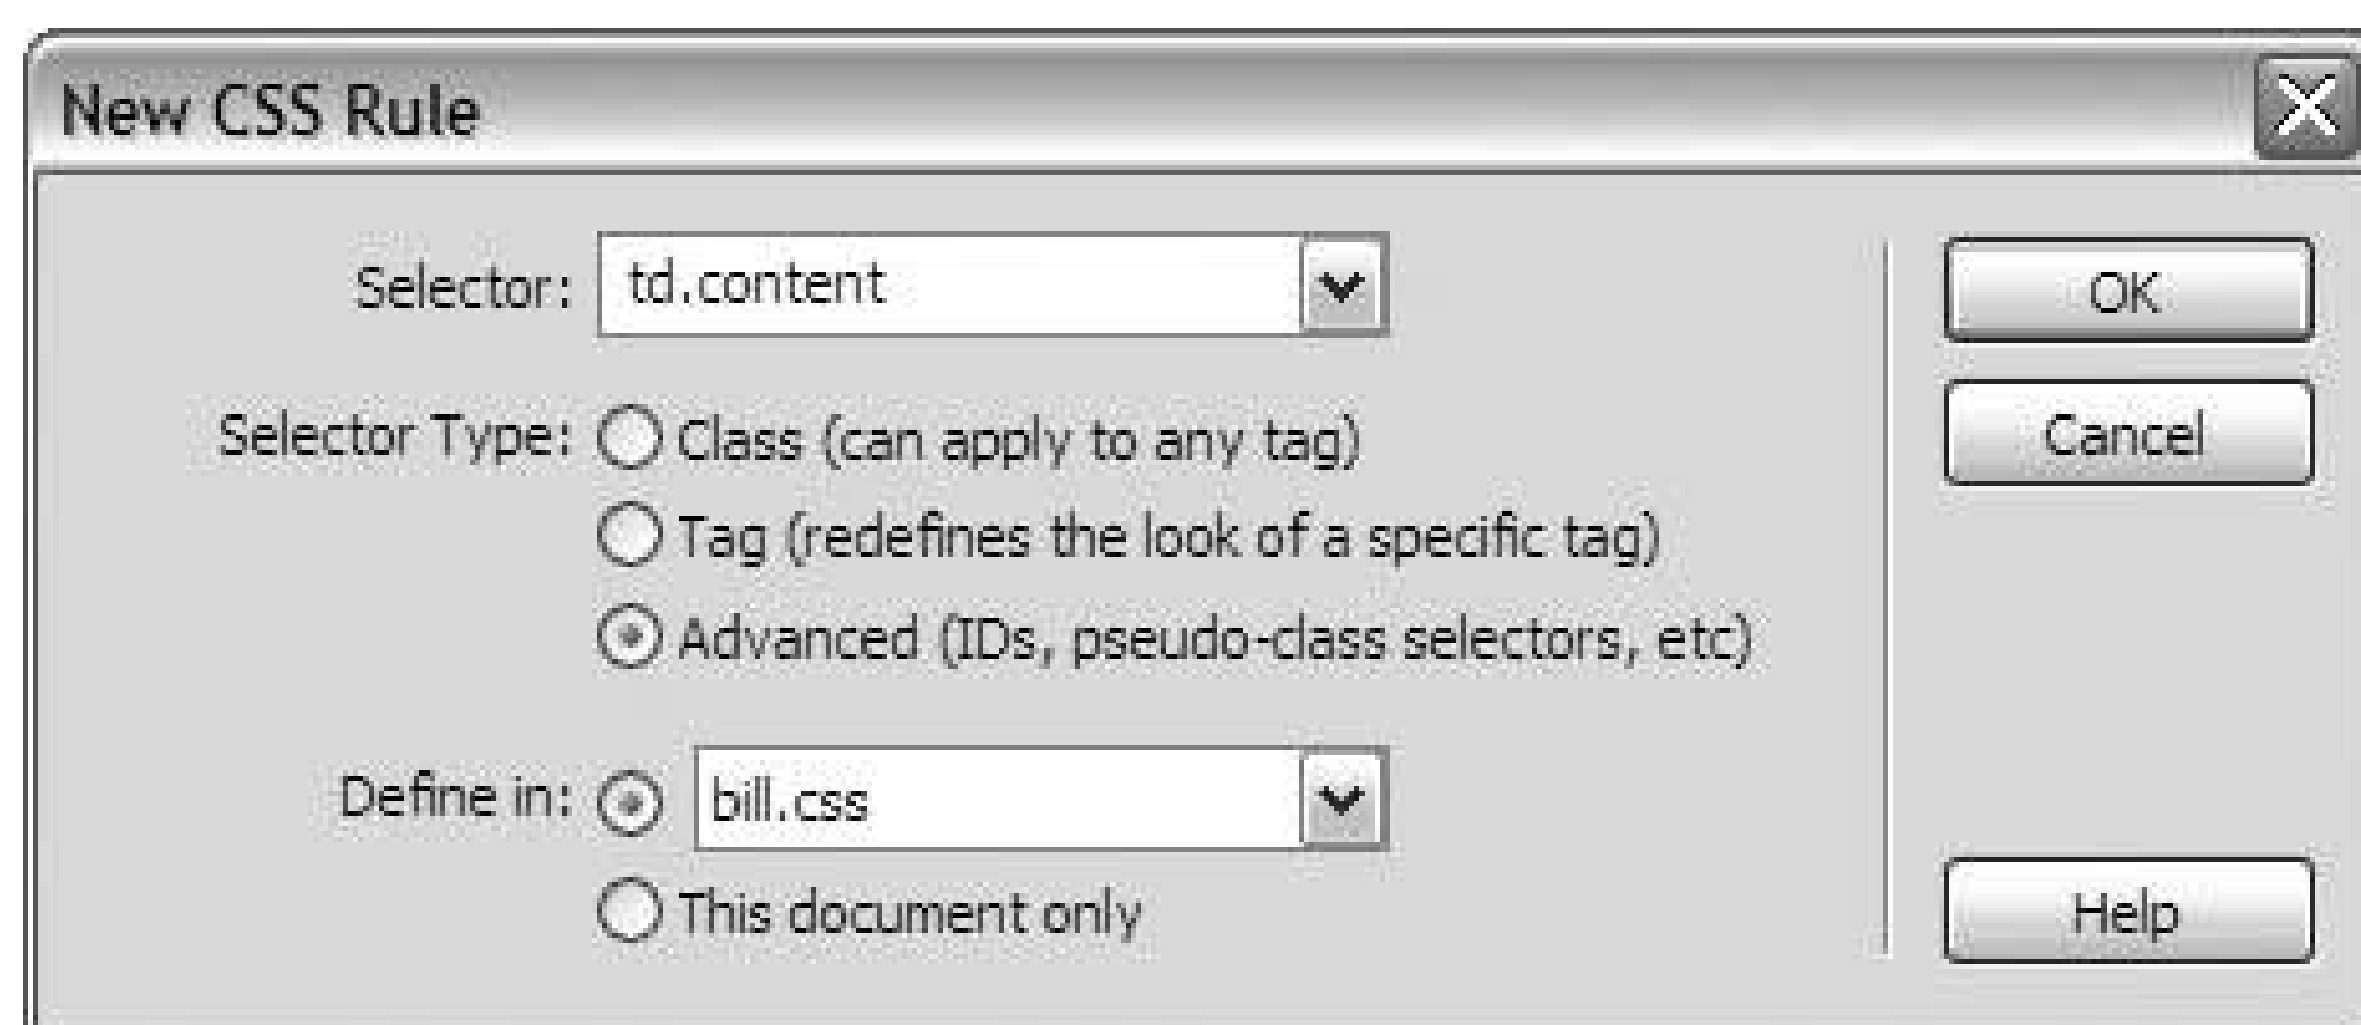 New CSS Rule
Selector: td.content
OK
Selector Type: Class (can apply to any tag)
Cancel
Tag (redefines the look of a specific tag)
Advanced (IDs, pseudo-class selectors, etc)
Define in: bill.css
This document only
Help